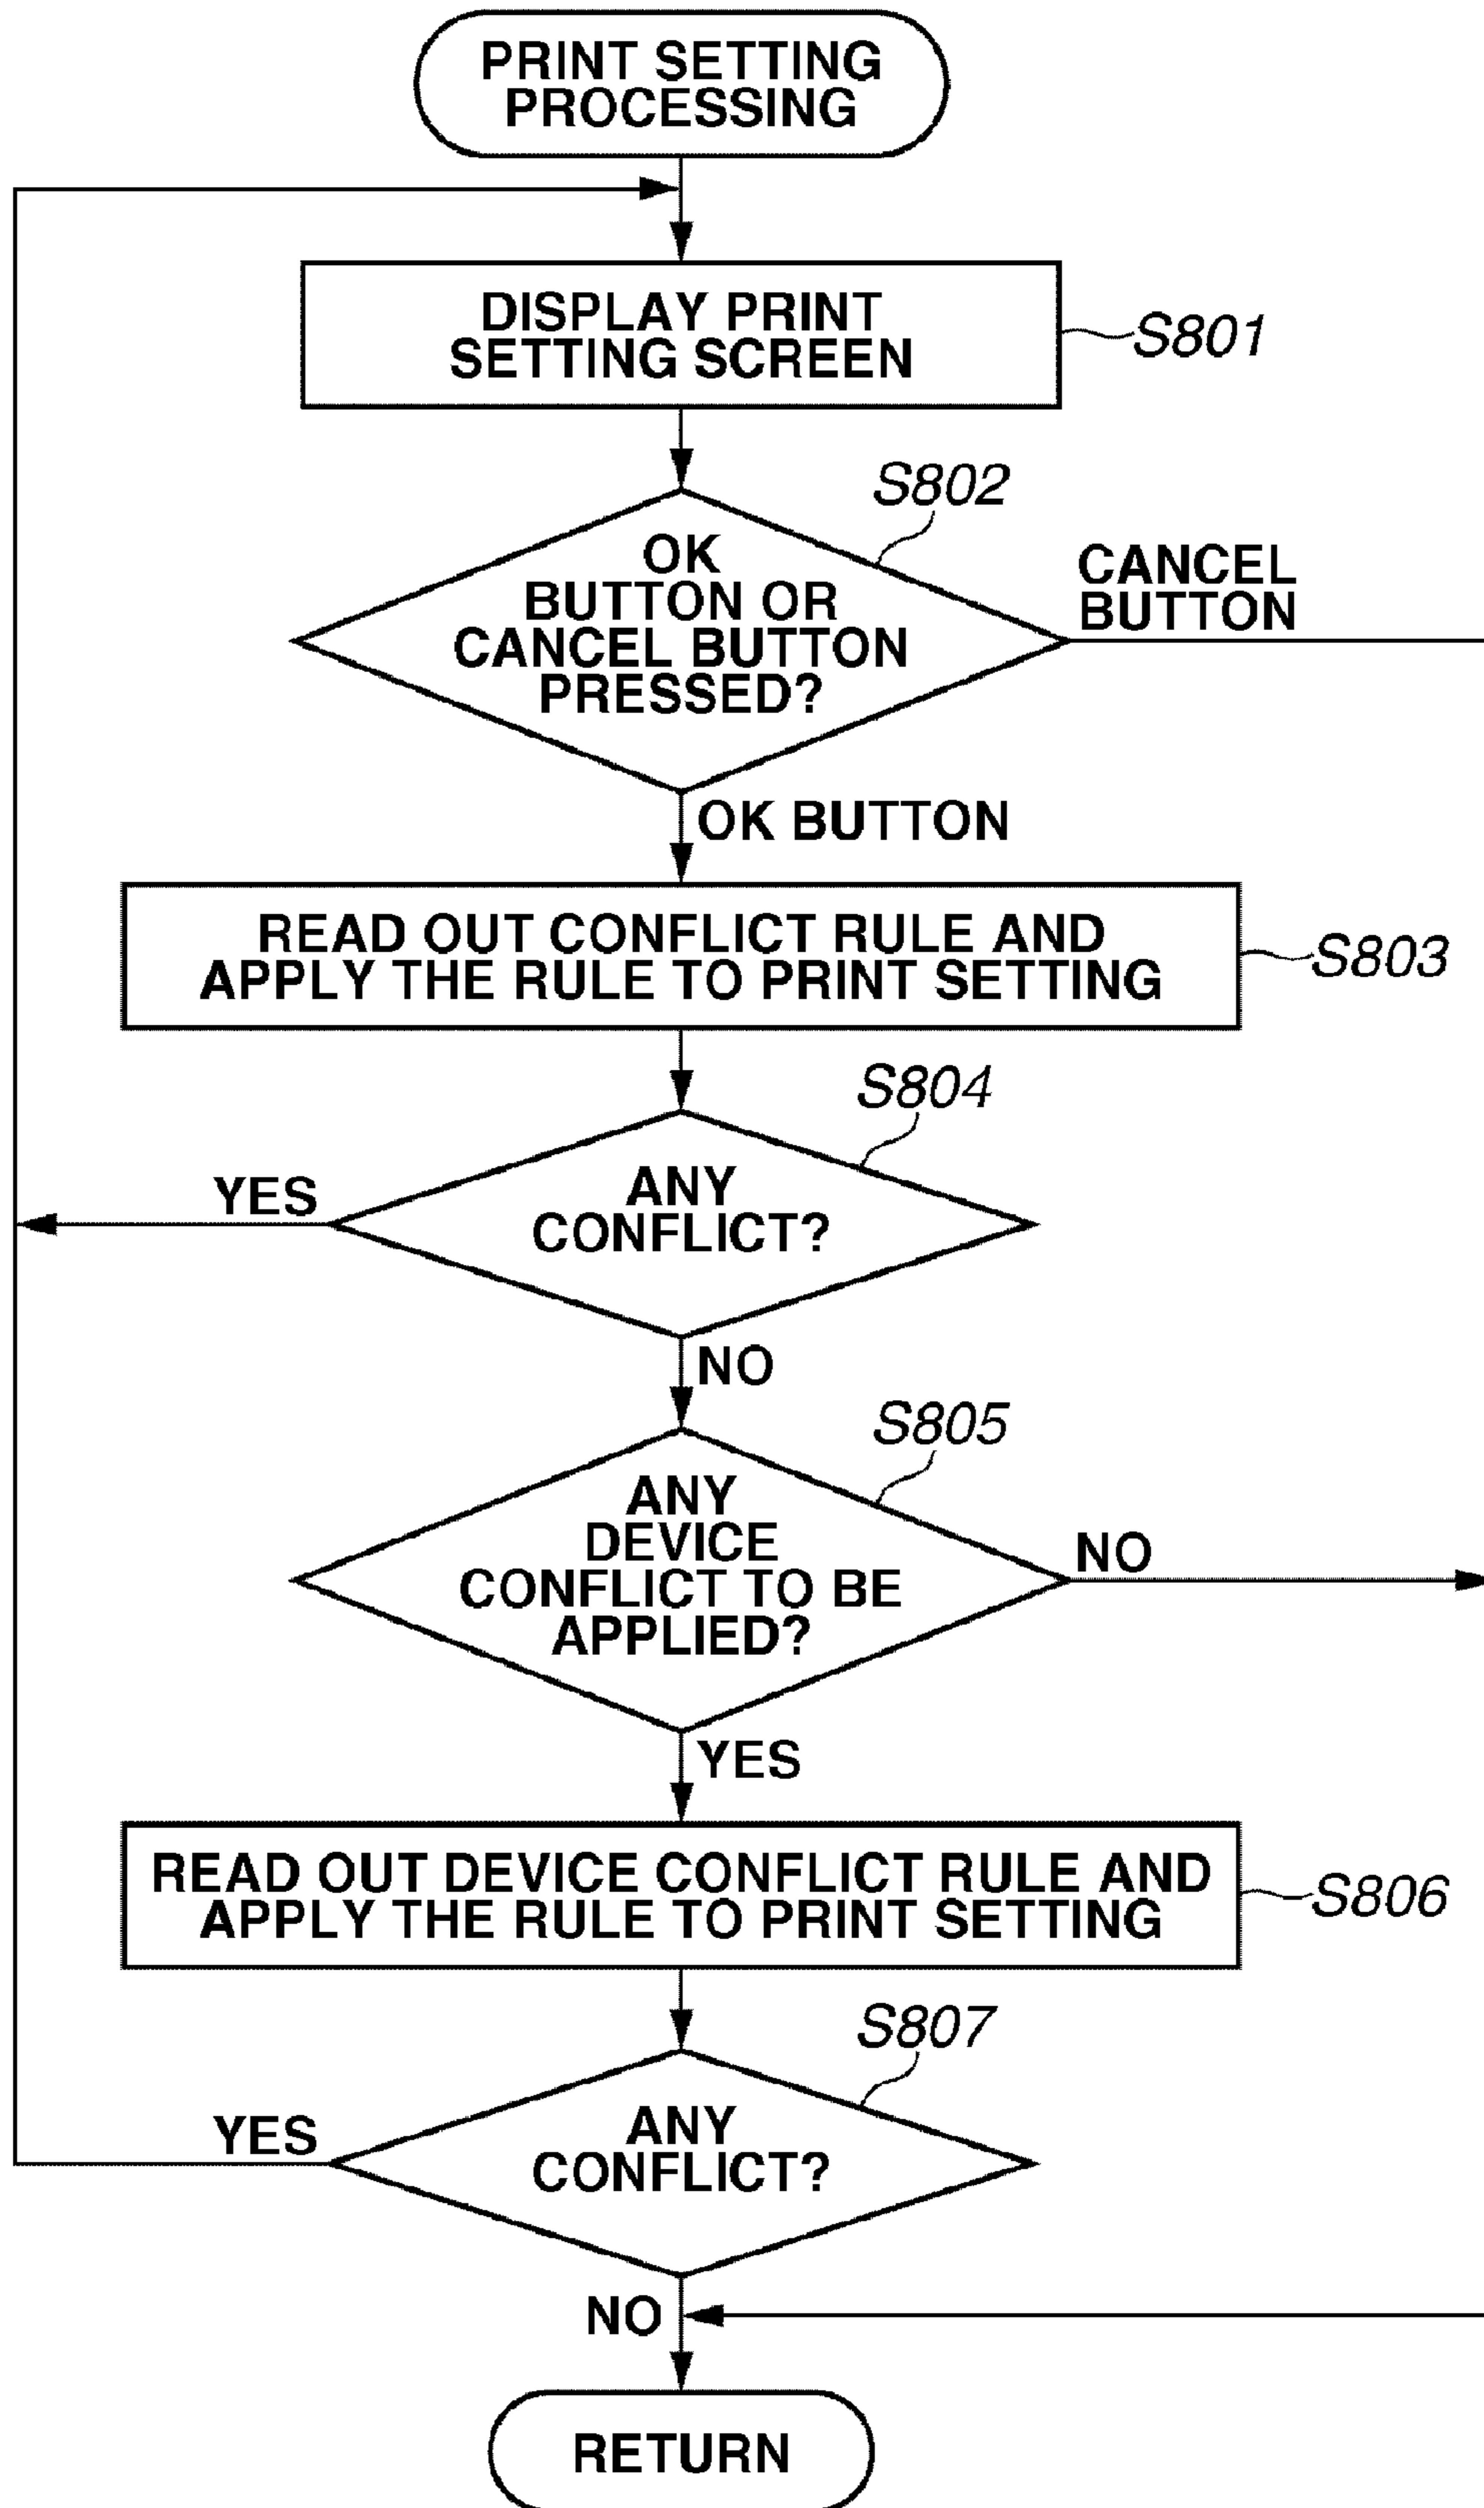 PRINT SETTING
PROCESSING
DISPLAY PRINT
SETTING SCREEN
S801
S802
OK
BUTTON OR
CANCEL BUTTON
PRESSED?
CANCEL
BUTTON
OK BUTTON
READ OUT CONFLICT RULE AND
APPLY THE RULE TO PRINT SETTING
S803
S804
ANY
CONFLICT?
YES
NO
S805
ANY
DEVICE
CONFLICT TO BE
APPLIED?
NO
YES
READ OUT DEVICE CONFLICT RULE AND
APPLY THE RULE TO PRINT SETTING
S806
S807
ANY
CONFLICT?
YES
NO
RETURN